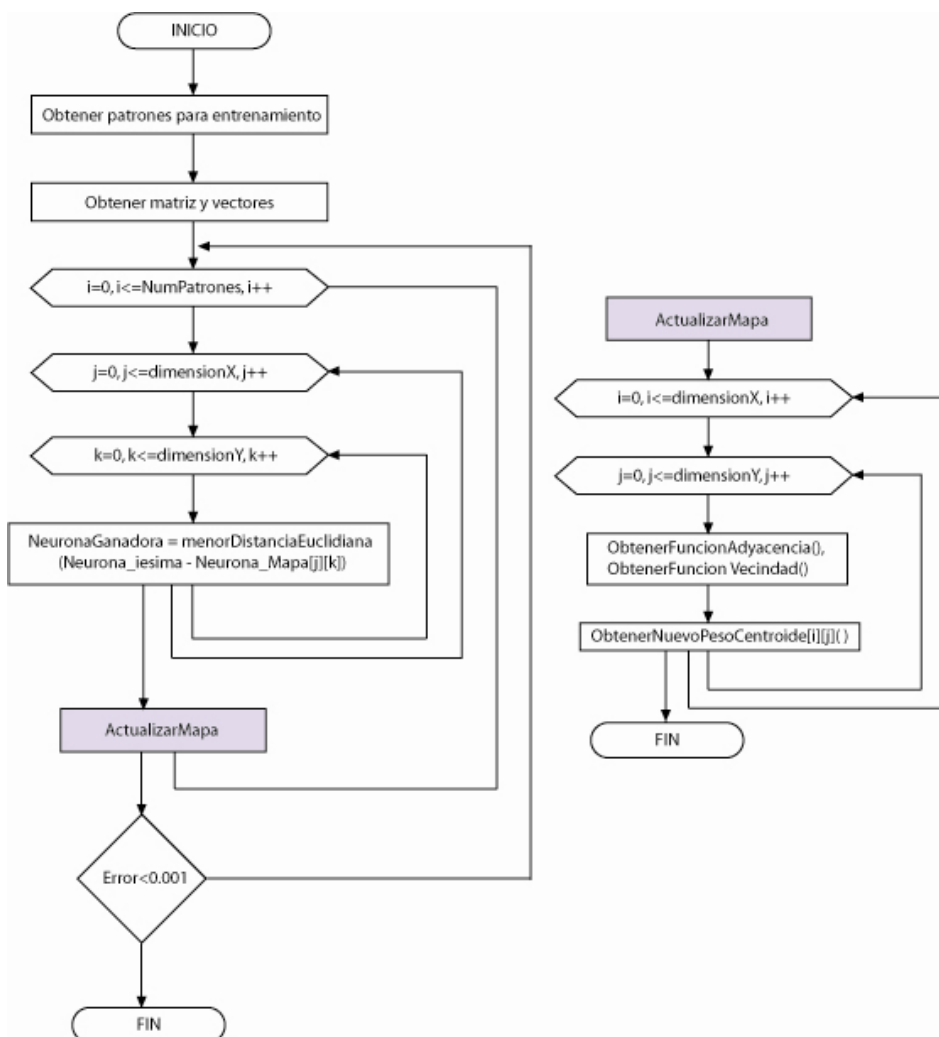 INICIO
Obtener patrones para entrenamiento
Obtener matriz y vectores
i=0, i<=NumPatrones, i++
j=0, j<=dimensionX, j++
k=0, k<=dimensionY, k++
NeuronaGanadora = menorDistanciaEuclidiana
(Neurona_iesima - Neurona_Mapa[j][k])
ActualizarMapa
Error<0.001
FIN
ActualizarMapa
i=0, i<=dimensionX, i++
j=0, j<=dimensionY, j++
ObtenerFuncionAdyacencia(),
ObtenerFuncion Vecindad()
ObtenerNuevoPesoCentroide[i][j]( )
FIN